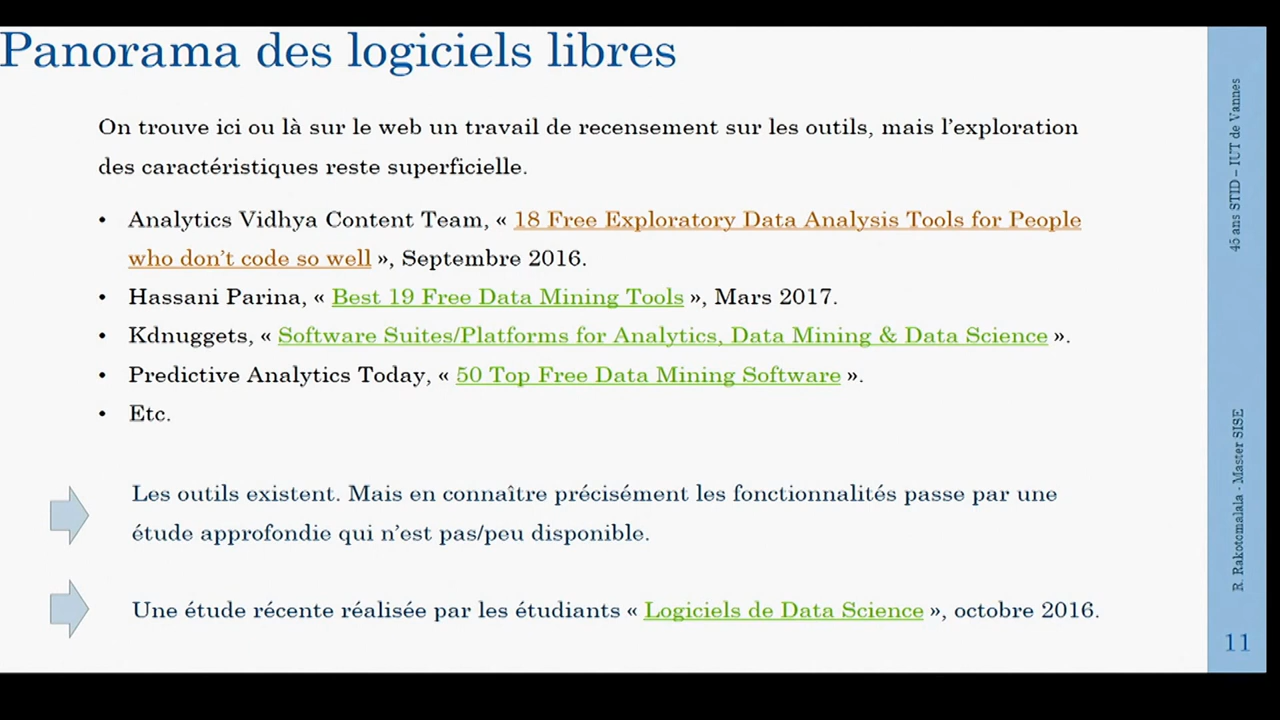 Panorama des logiciels libres
On trouve ici ou là sur le web un travail de recensement sur les outils, mais l’exploration
des caractéristiques reste superficielle.
• Analytics Vidhya Content Team, « 18 Free Exploratory Data Analysis Tools for People
who don’t code so well », Septembre 2016.
• Hassani Parina, « Best 19 Free Data Mining Tools », Mars 2017.
• Kdnuggets, « Software Suites/Platforms for Analytics, Data Mining & Data Science ».
• Predictive Analytics Today, « 50 Top Free Data Mining Software ».
• Etc.
Les outils existent. Mais en connaître précisément les fonctionnalités passe par une
étude approfondie qui n’est pas/peu disponible.
Une étude récente réalisée par les étudiants « Logiciels de Data Science », octobre 2016.
45 ans STID – IUT de Vannes
R. Rakotomalala - Master SISE
11